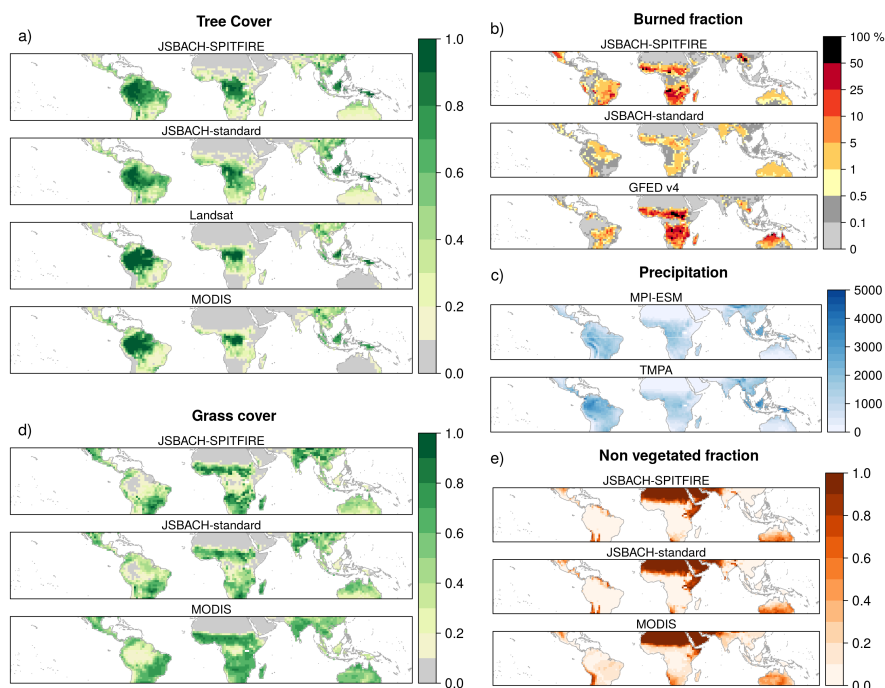 Tree Cover
a)
JSBACH-SPITFIRE
JSBACH-standard
Landsat
MODIS
1.0
0.8
0.6
0.4
0.2
0.0
Burned fraction
b)
JSBACH-SPITFIRE
JSBACH-standard
GFED v4
100 %
50
25
10
5
1
0.5
0.1
0
Precipitation
c)
MPI-ESM
TMPA
5000
4000
3000
2000
1000
0
Grass cover
d)
JSBACH-SPITFIRE
JSBACH-standard
MODIS
1.0
0.8
0.6
0.4
0.2
0.0
Non vegetated fraction
e)
JSBACH-SPITFIRE
JSBACH-standard
MODIS
1.0
0.8
0.6
0.4
0.2
0.0